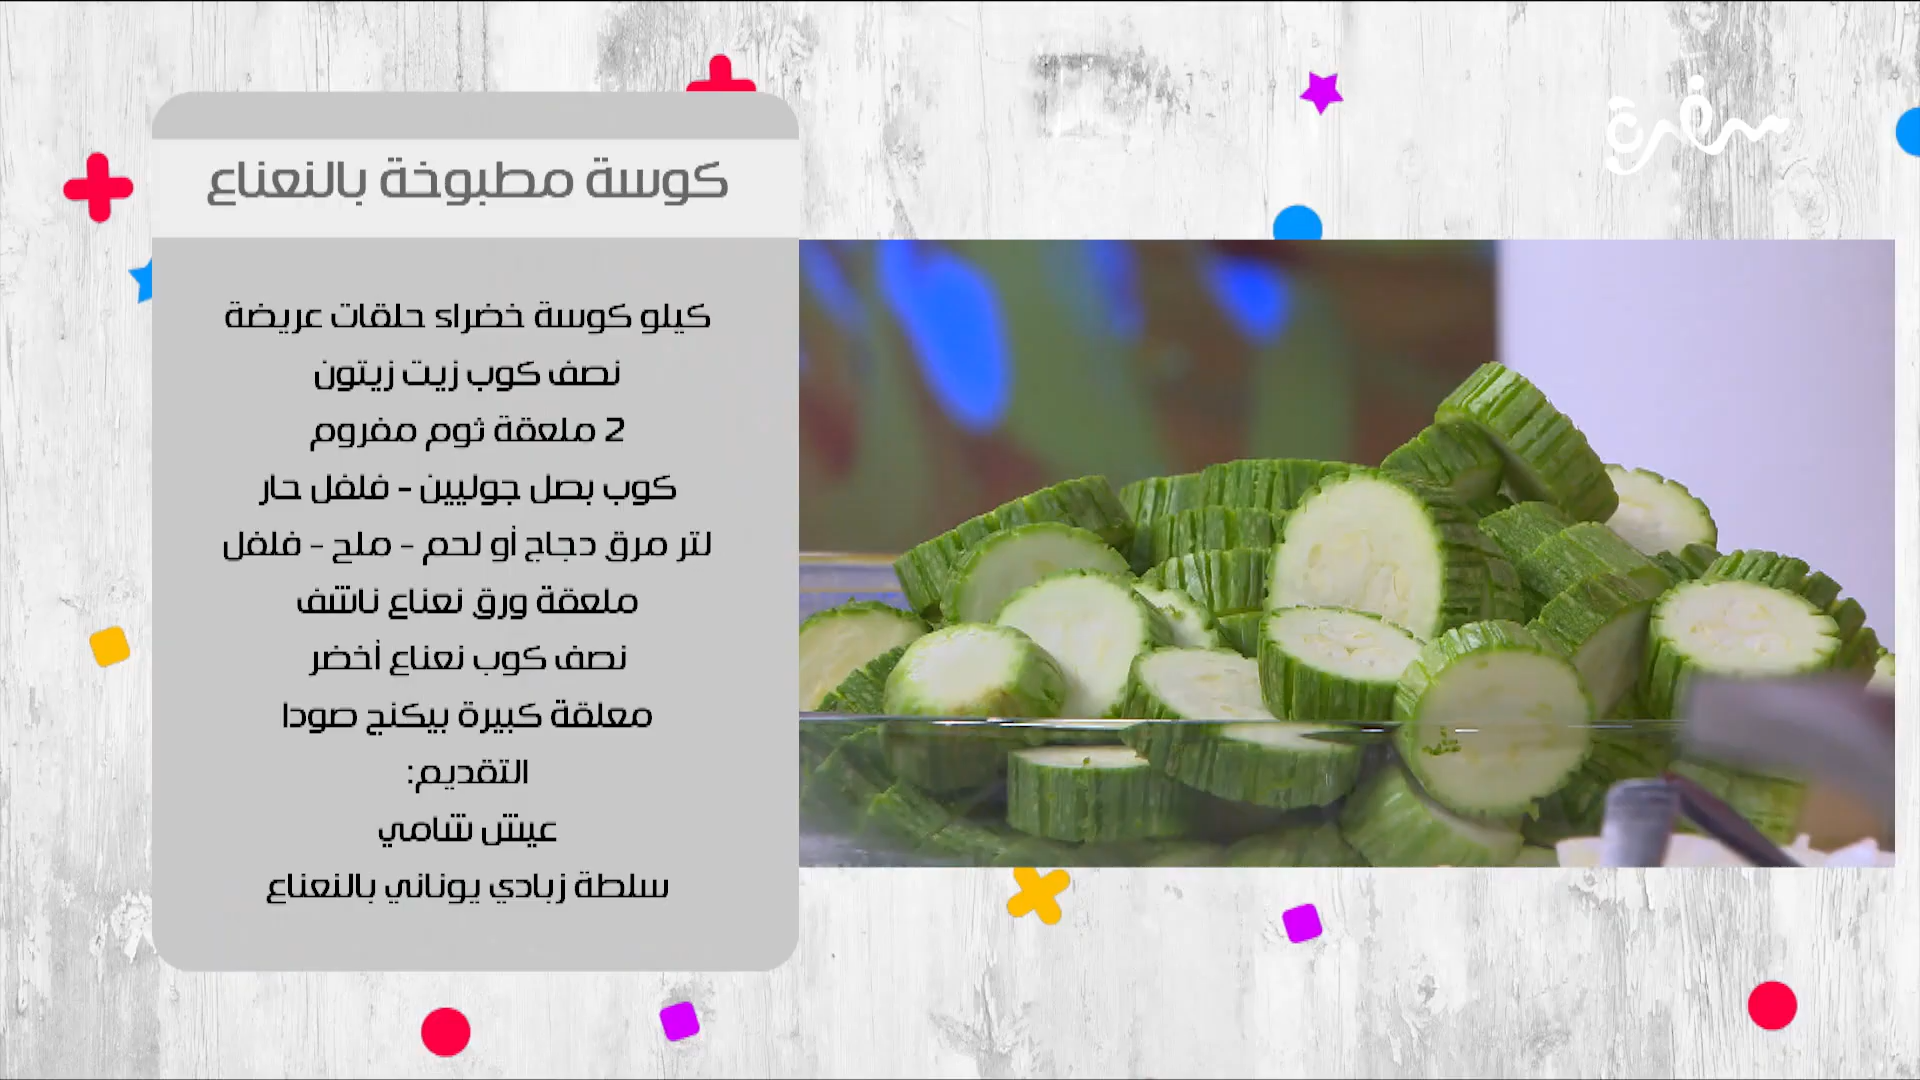 سفرة
كوسة مطبوخة بالنعناع
كيلو كوسة خضراء حلقات عريضة
نصف كوب زيت زيتون
2 ملعقة ثوم مفروم
كوب بصل جوليين - فلفل حار
لتر مرق دجاج أو لحم - ملح - فلفل
ملعقة ورق نعناع ناشف
نصف كوب نعناع أخضر
معلقة كبيرة بيكنج صودا
التقديم:
عيش شامي
سلطة زبادي يوناني بالنعناع